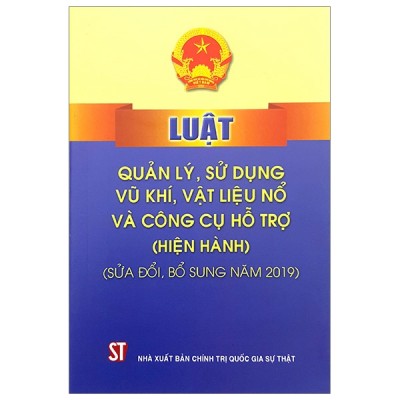 LUẬT
QUẢN LÝ, SỬ DỤNG
VŨ KHÍ, VẬT LIỆU NỔ
VÀ CÔNG CỤ HỖ TRỢ
(HIỆN HÀNH)
(SỬA ĐỔI, BỔ SUNG NĂM 2019)
ST
NHÀ XUẤT BẢN CHÍNH TRỊ QUỐC GIA SỰ THẬT